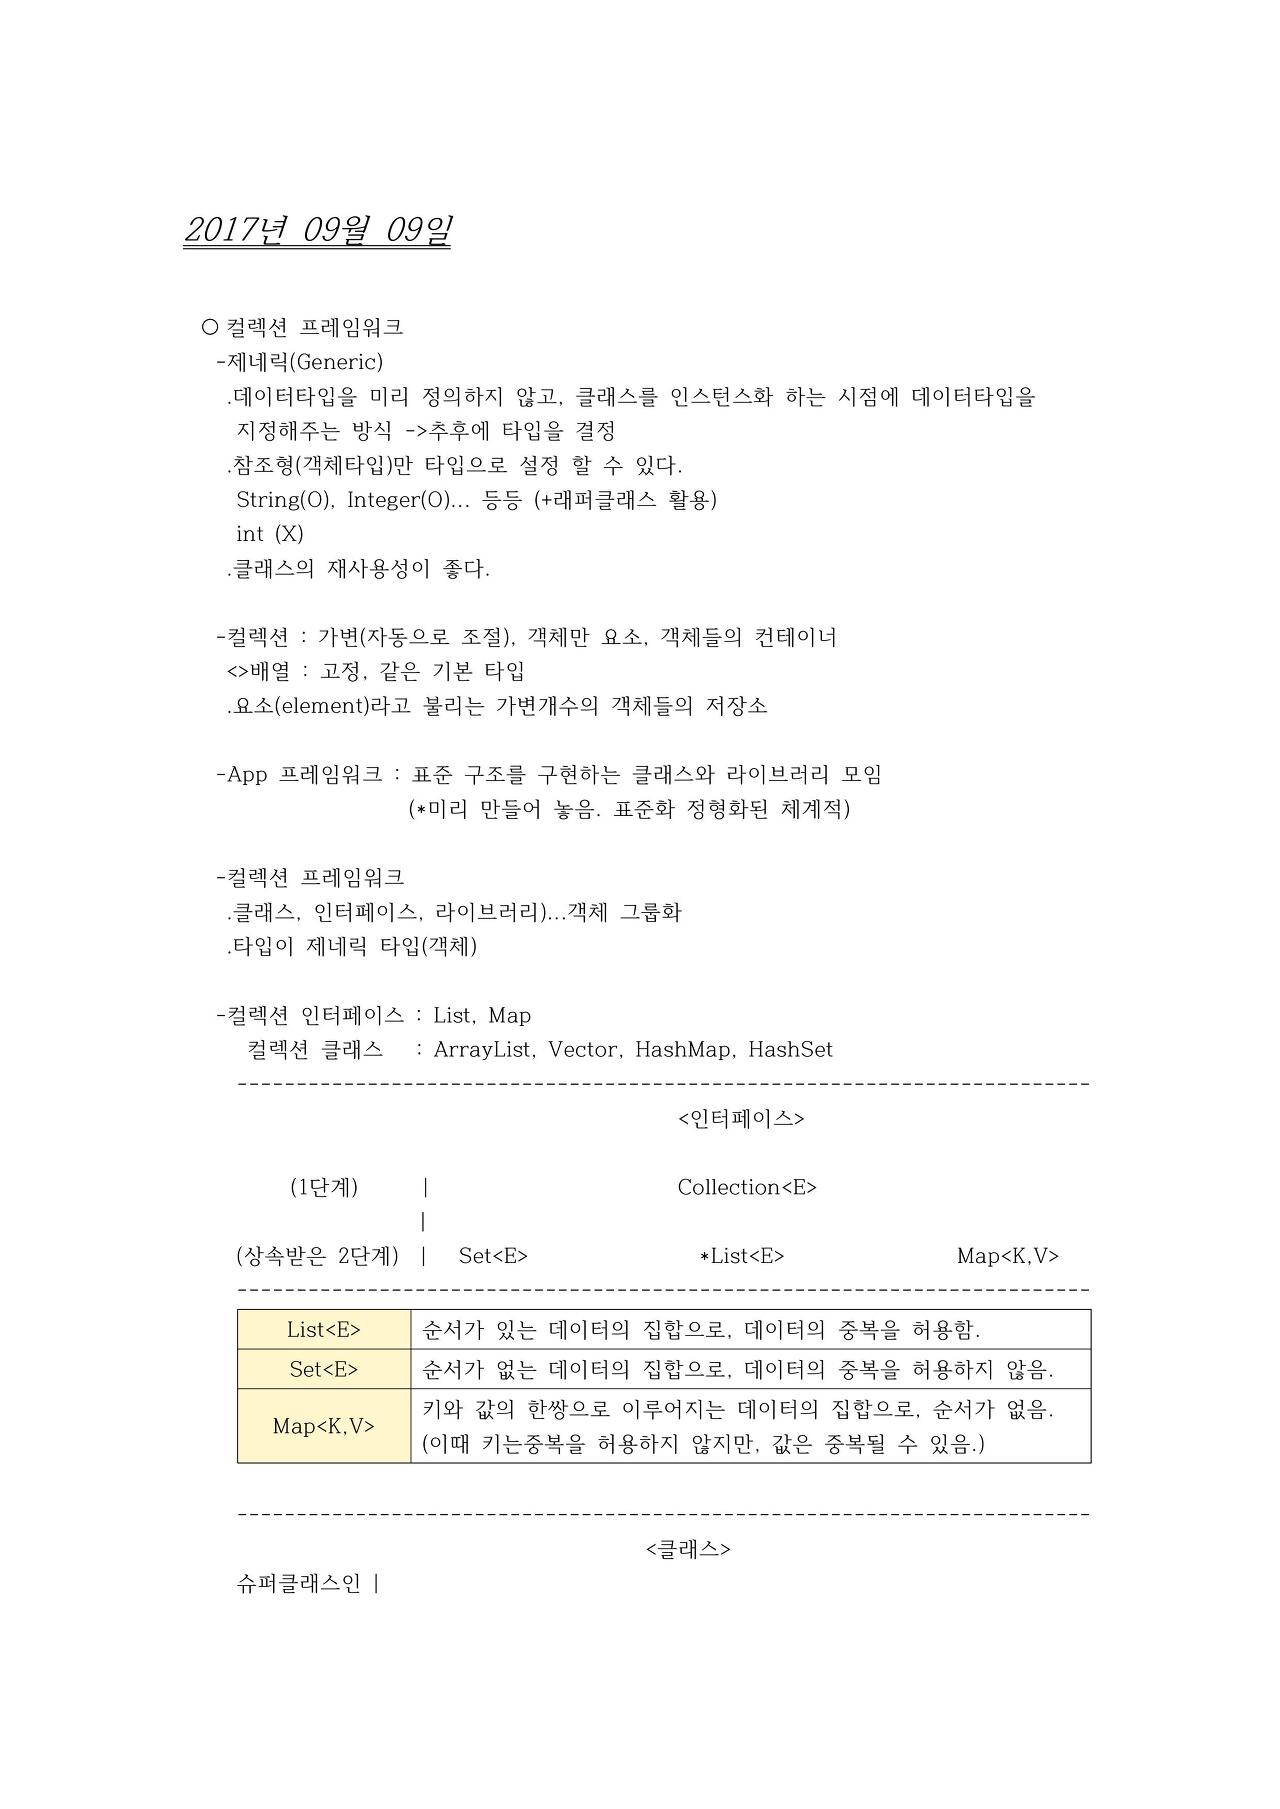 2017년 09월 09일
○ 컬렉션 프레임워크
-제네릭(Generic)
.데이터타입을 미리 정의하지 않고, 클래스를 인스턴스화 하는 시점에 데이터타입을
지정해주는 방식 ->추후에 타입을 결정
.참조형(객체타입)만 타입으로 설정 할 수 있다.
String(O), Integer(O)... 등등 (+래퍼클래스 활용)
int (X)
.클래스의 재사용성이 좋다.
-컬렉션 : 가변(자동으로 조절), 객체만 요소, 객체들의 컨테이너
<>배열 : 고정, 같은 기본 타입
.요소(element)라고 불리는 가변개수의 객체들의 저장소
-App 프레임워크 : 표준 구조를 구현하는 클래스와 라이브러리 모임
(*미리 만들어 놓음. 표준화 정형화된 체계적)
-컬렉션 프레임워크
.클래스, 인터페이스, 라이브러리)...객체 그룹화
.타입이 제네릭 타입(객체)
-컬렉션 인터페이스 : List, Map
컬렉션 클래스 : ArrayList, Vector, HashMap, HashSet
------------------------------------------------------------------------
<인터페이스>
(1단계) | Collection<E>
|
(상속받은 2단계) | Set<E> *List<E> Map<K,V>
------------------------------------------------------------------------
List<E> 순서가 있는 데이터의 집합으로, 데이터의 중복을 허용함.
Set<E> 순서가 없는 데이터의 집합으로, 데이터의 중복을 허용하지 않음.
Map<K,V> 키와 값의 한쌍으로 이루어지는 데이터의 집합으로, 순서가 없음.
(이때 키는중복을 허용하지 않지만, 값은 중복될 수 있음.)
------------------------------------------------------------------------
<클래스>
슈퍼클래스인 |